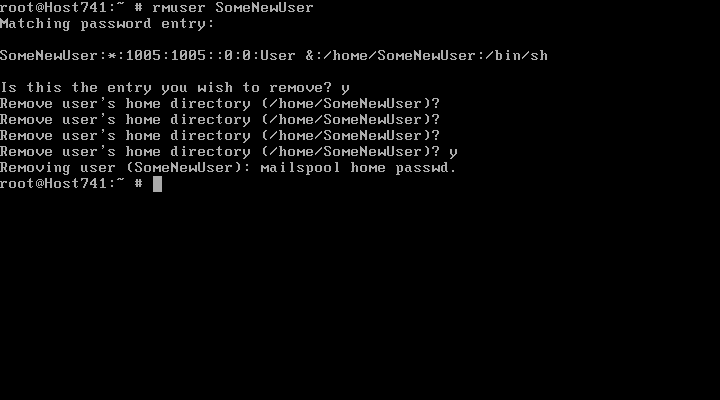 root@Host741:~ # rmuser SomeNewUser
Matching password entry:
SomeNewUser:*:1005:1005::0:0:User &:/home/SomeNewUser:/bin/sh
Is this the entry you wish to remove? y
Remove user's home directory (/home/SomeNewUser)?
Remove user's home directory (/home/SomeNewUser)?
Remove user's home directory (/home/SomeNewUser)?
Remove user's home directory (/home/SomeNewUser)? y
Removing user (SomeNewUser): mailspool home passwd.
root@Host741:~ #